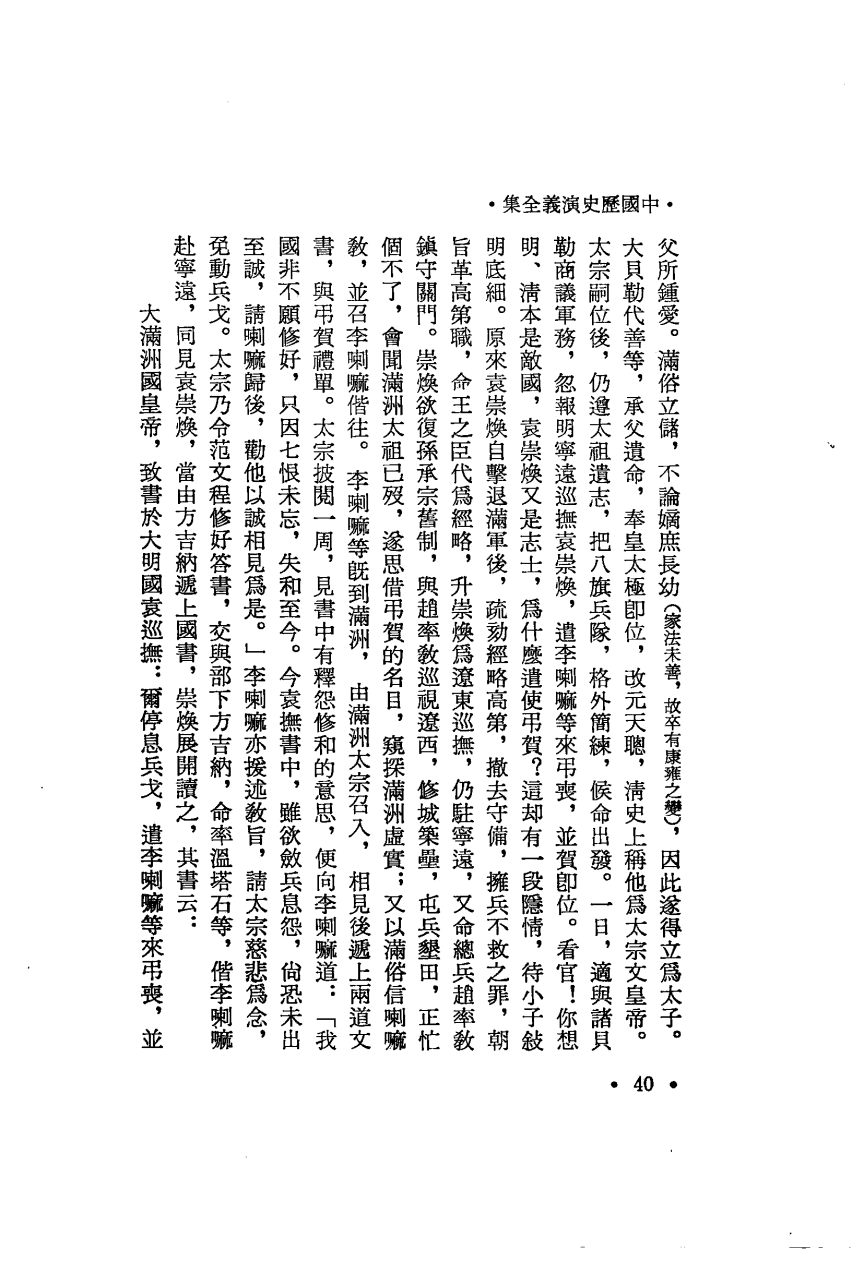 •中國歷史演義全集•
父所鍾愛。滿俗立儲，不論嫡庶長幼（家法未善，故卒有康雍之變），因此遂得立爲太子。
大貝勒代善等，承父遺命，奉皇太極卽位，改元天聰，淸史上稱他爲太宗文皇帝。
太宗嗣位後，仍遵太祖遺志，把八旗兵隊，格外簡練，候命出發。一日，適與諸貝
勒商議軍務，忽報明寧遠巡撫袁崇煥，遣李喇嘛等來弔喪，並賀卽位。看官！你想
明、淸本是敵國，袁崇煥又是志士，爲什麼遣使弔賀？這却有一段隱情，待小子敍
明底細。原來袁崇煥自擊退滿軍後，疏劾經略高第，撤去守備，擁兵不救之罪，朝
旨革高第職，命王之臣代爲經略，升崇煥爲遼東巡撫，仍駐寧遠，又命總兵趙率敎
鎭守關門。崇煥欲復孫承宗舊制，與趙率敎巡視遼西，修城築壘，屯兵墾田，正忙
個不了，會聞滿洲太祖已歿，遂思借弔賀的名目，窺探滿洲虛實；又以滿俗信喇嘛
敎，並召李喇嘛偕往。李喇嘛等旣到滿洲，由滿洲太宗召入，相見後遞上兩道文
書，與弔賀禮單。太宗披閱一周，見書中有釋怨修和的意思，便向李喇嘛道：「我
國非不願修好，只因七恨未忘，失和至今。今袁撫書中，雖欲斂兵息怨，尙恐未出
至誠，請喇嘛歸後，勸他以誠相見爲是。」李喇嘛亦援述敎旨，請太宗慈悲爲念，
免動兵戈。太宗乃令范文程修好答書，交與部下方吉納，命率溫塔石等，偕李喇嘛
赴寧遠，同見袁崇煥，當由方吉納遞上國書，崇煥展開讀之，其書云：
大滿洲國皇帝，致書於大明國袁巡撫：爾停息兵戈，遣李喇嘛等來弔喪，並
• 40 •